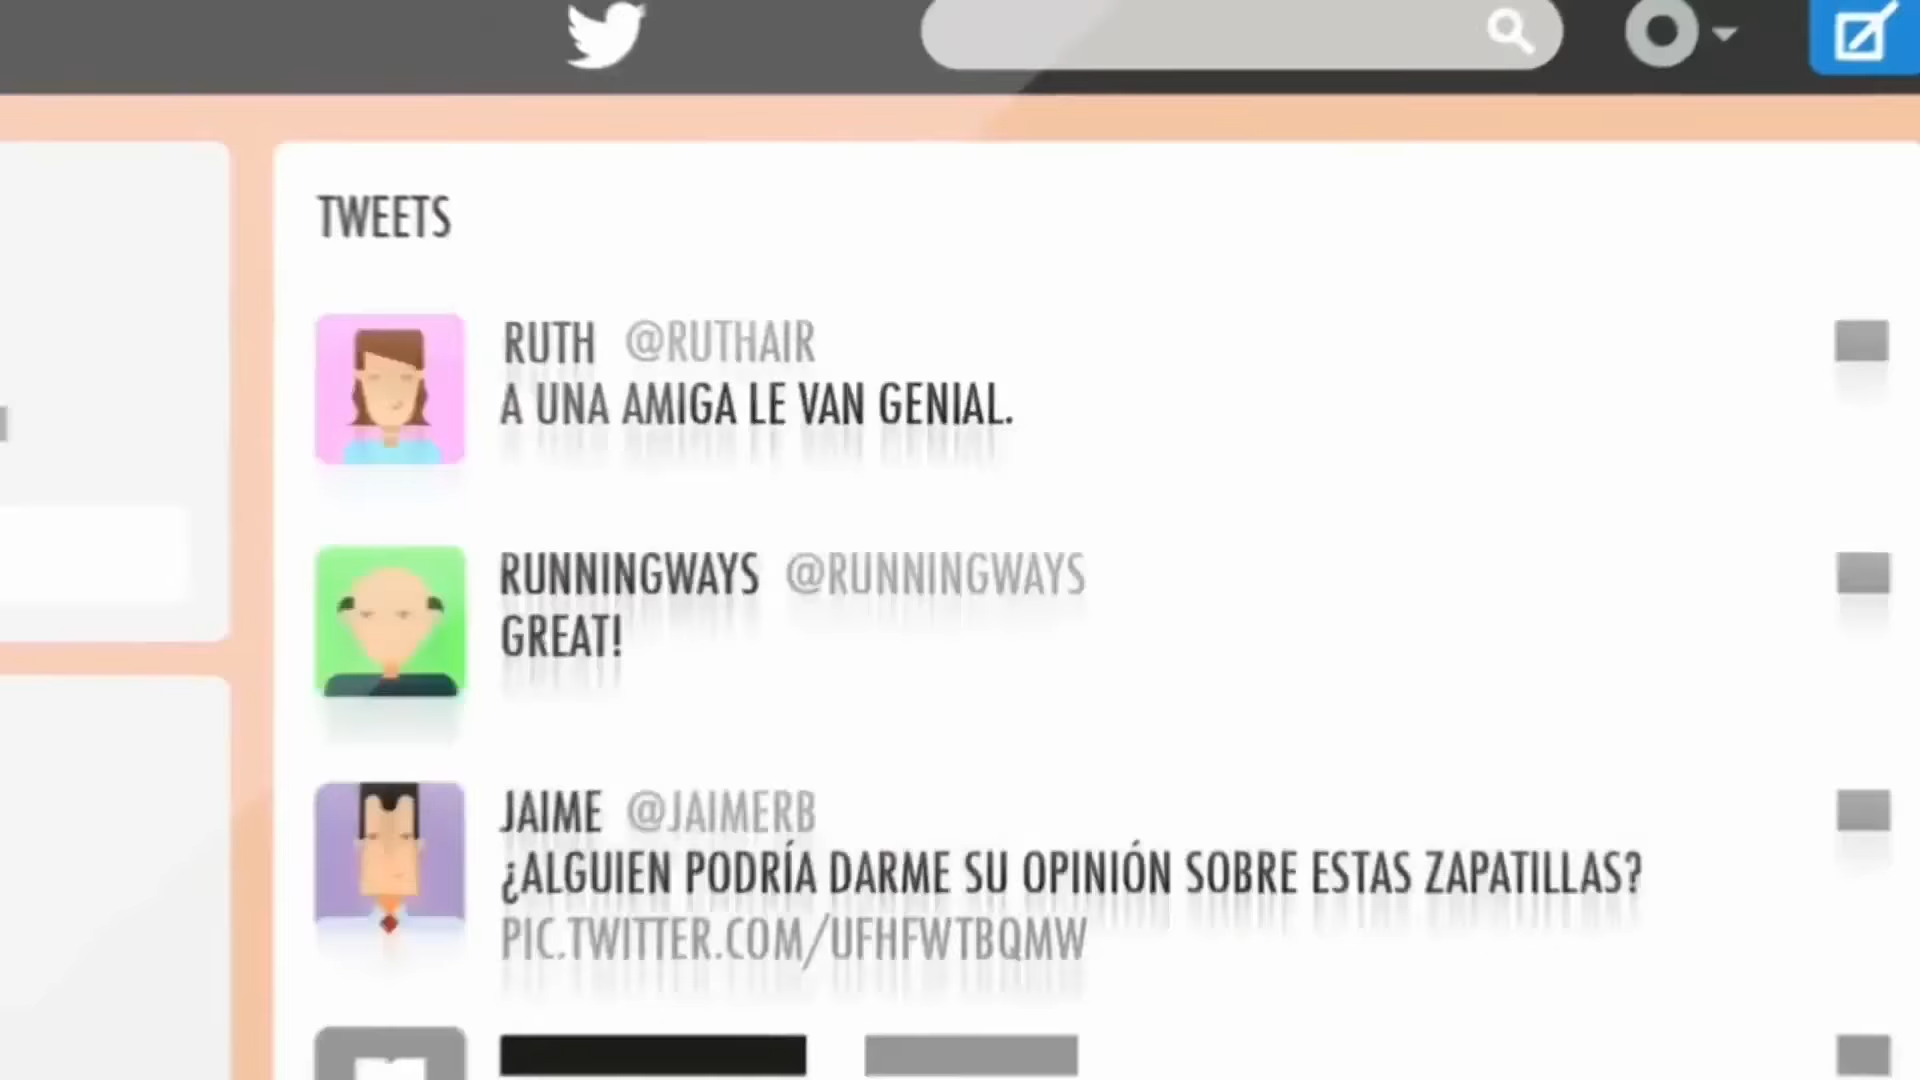 TWEETS
RUTH @RUTHAIR
A UNA AMIGA LE VAN GENIAL.
RUNNINGWAYS @RUNNINGWAYS
GREAT!
JAIME @JAIMERB
¿ALGUIEN PODRÍA DARME SU OPINIÓN SOBRE ESTAS ZAPATILLAS?
PIC.TWITTER.COM/UFHFWTBQMW